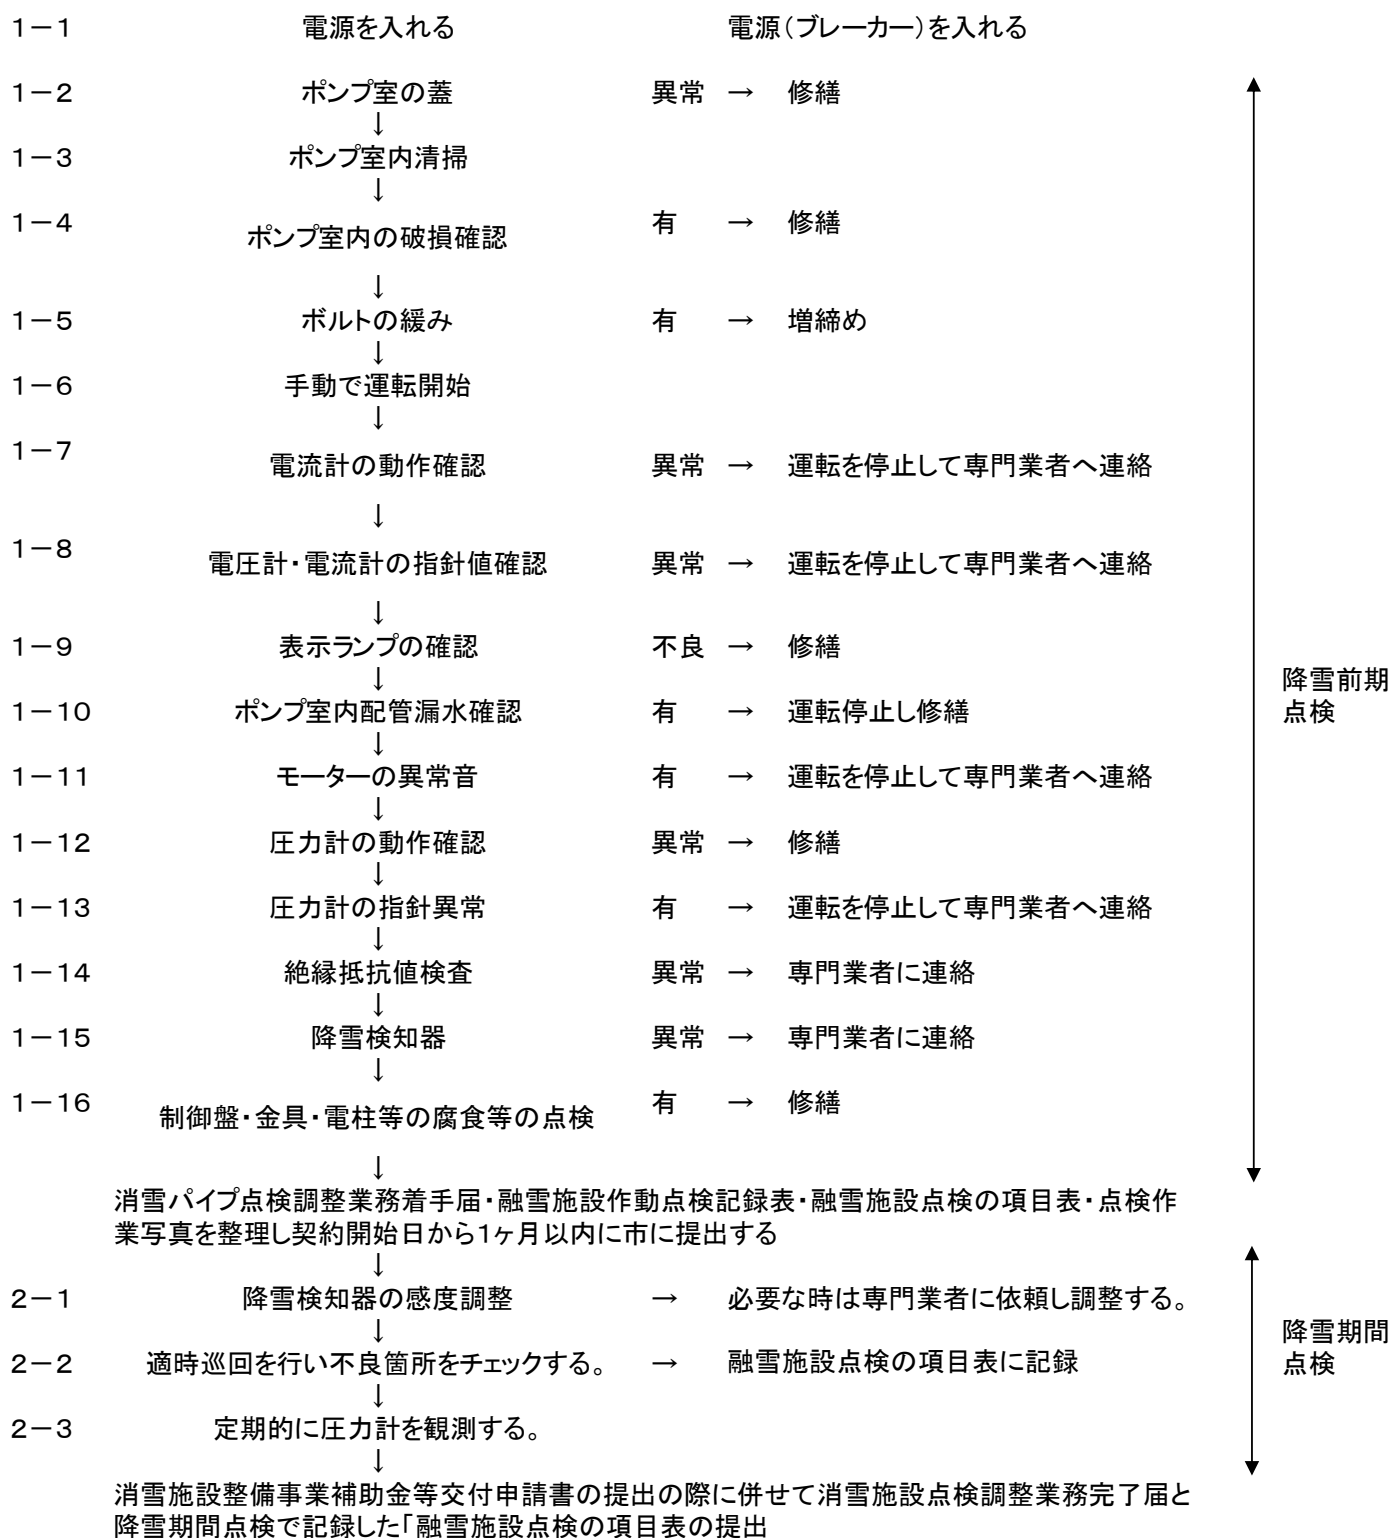 1－1 電源を入れる 電源（ブレーカー）を入れる
1－2 ポンプ室の蓋 異常 → 修繕
↓
1－3 ポンプ室内清掃
↓
1－4 ポンプ室内の破損確認 有 → 修繕
↓
1－5 ボルトの緩み 有 → 増締め
↓
1－6 手動で運転開始
↓
1－7 電流計の動作確認 異常 → 運転を停止して専門業者へ連絡
↓
1－8 電圧計・電流計の指針値確認 異常 → 運転を停止して専門業者へ連絡
↓
1－9 表示ランプの確認 不良 → 修繕
↓
1－10 ポンプ室内配管漏水確認 有 → 運転停止し修繕
↓
1－11 モーターの異常音 有 → 運転を停止して専門業者へ連絡
↓
1－12 圧力計の動作確認 異常 → 修繕
↓
1－13 圧力計の指針異常 有 → 運転を停止して専門業者へ連絡
↓
1－14 絶縁抵抗値検査 異常 → 専門業者に連絡
↓
1－15 降雪検知器 異常 → 専門業者に連絡
↓
1－16 制御盤・金具・電柱等の腐食等の点検 有 → 修繕
↓
降雪前期
点検
消雪パイプ点検調整業務着手届・融雪施設作動点検記録表・融雪施設点検の項目表・点検作
業写真を整理し契約開始日から1ヶ月以内に市に提出する
↓
2－1 降雪検知器の感度調整 → 必要な時は専門業者に依頼し調整する。
↓
2－2 適時巡回を行い不良箇所をチェックする。 → 融雪施設点検の項目表に記録
↓
2－3 定期的に圧力計を観測する。
↓
降雪期間
点検
消雪施設整備事業補助金等交付申請書の提出の際に併せて消雪施設点検調整業務完了届と
降雪期間点検で記録した「融雪施設点検の項目表の提出